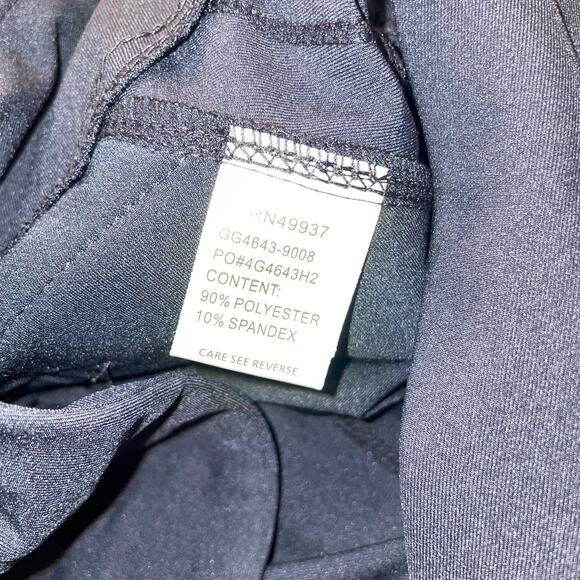 RN49937
GG4643-9008
PO#4G4643H2
CONTENT:
90% POLYESTER
10% SPANDEX
CARE SEE REVERSE